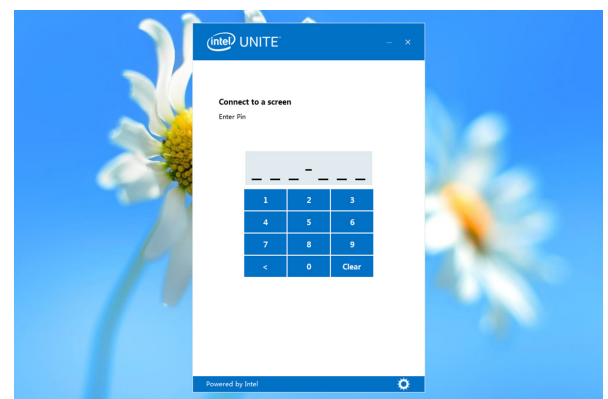 intel UNITE™
Connect to a screen
Enter Pin
_ _ _ - _ _ _
1 2 3
4 5 6
7 8 9
< 0 Clear
Powered by Intel